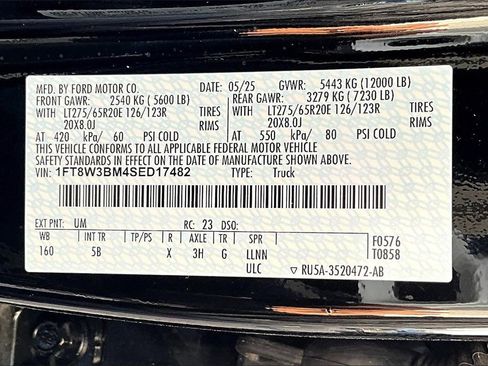 MFD. BY FORD MOTOR CO. 05/25 GVWR: 5443 KG (12000 LB)
FRONT GAWR: 2540 KG (5600 LB) REAR GAWR: 3279 KG (7230 LB)
WITH LT275/65R20E 126/123R TIRES WITH LT275/65R20E 126/123R TIRES
20X8.0J RIMS 20X8.0J RIMS
AT 420 kPa/ 60 PSI COLD AT 550 kPa/ 80 PSI COLD
THIS VEHICLE CONFORMS TO ALL APPLICABLE FEDERAL MOTOR VEHICLE
SAFETY STANDARDS IN EFFECT ON THE DATE OF MANUFACTURE SHOWN ABOVE.
VIN: 1FT8W3BM4SED17482 TYPE: Truck
EXT PNT: UM RC: 23 DSO:
WB INT TR TP/PS R AXLE TR SPR F0576
160 5B X 3H G LLNN T0858
ULC ▽ RU5A-3520472-AB